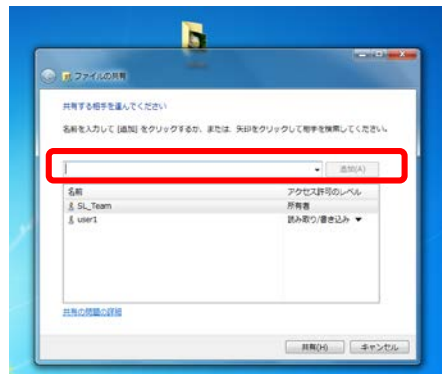 ファイルの共有
共有する相手を選んでください
名前を入力して [追加] をクリックするか、または、矢印をクリックして相手を検索してください。
追加(A)
名前 アクセス許可のレベル
SL_Team 所有者
user1 読み取り/書き込み ▼
共有の問題の詳細
共有(H) キャンセル